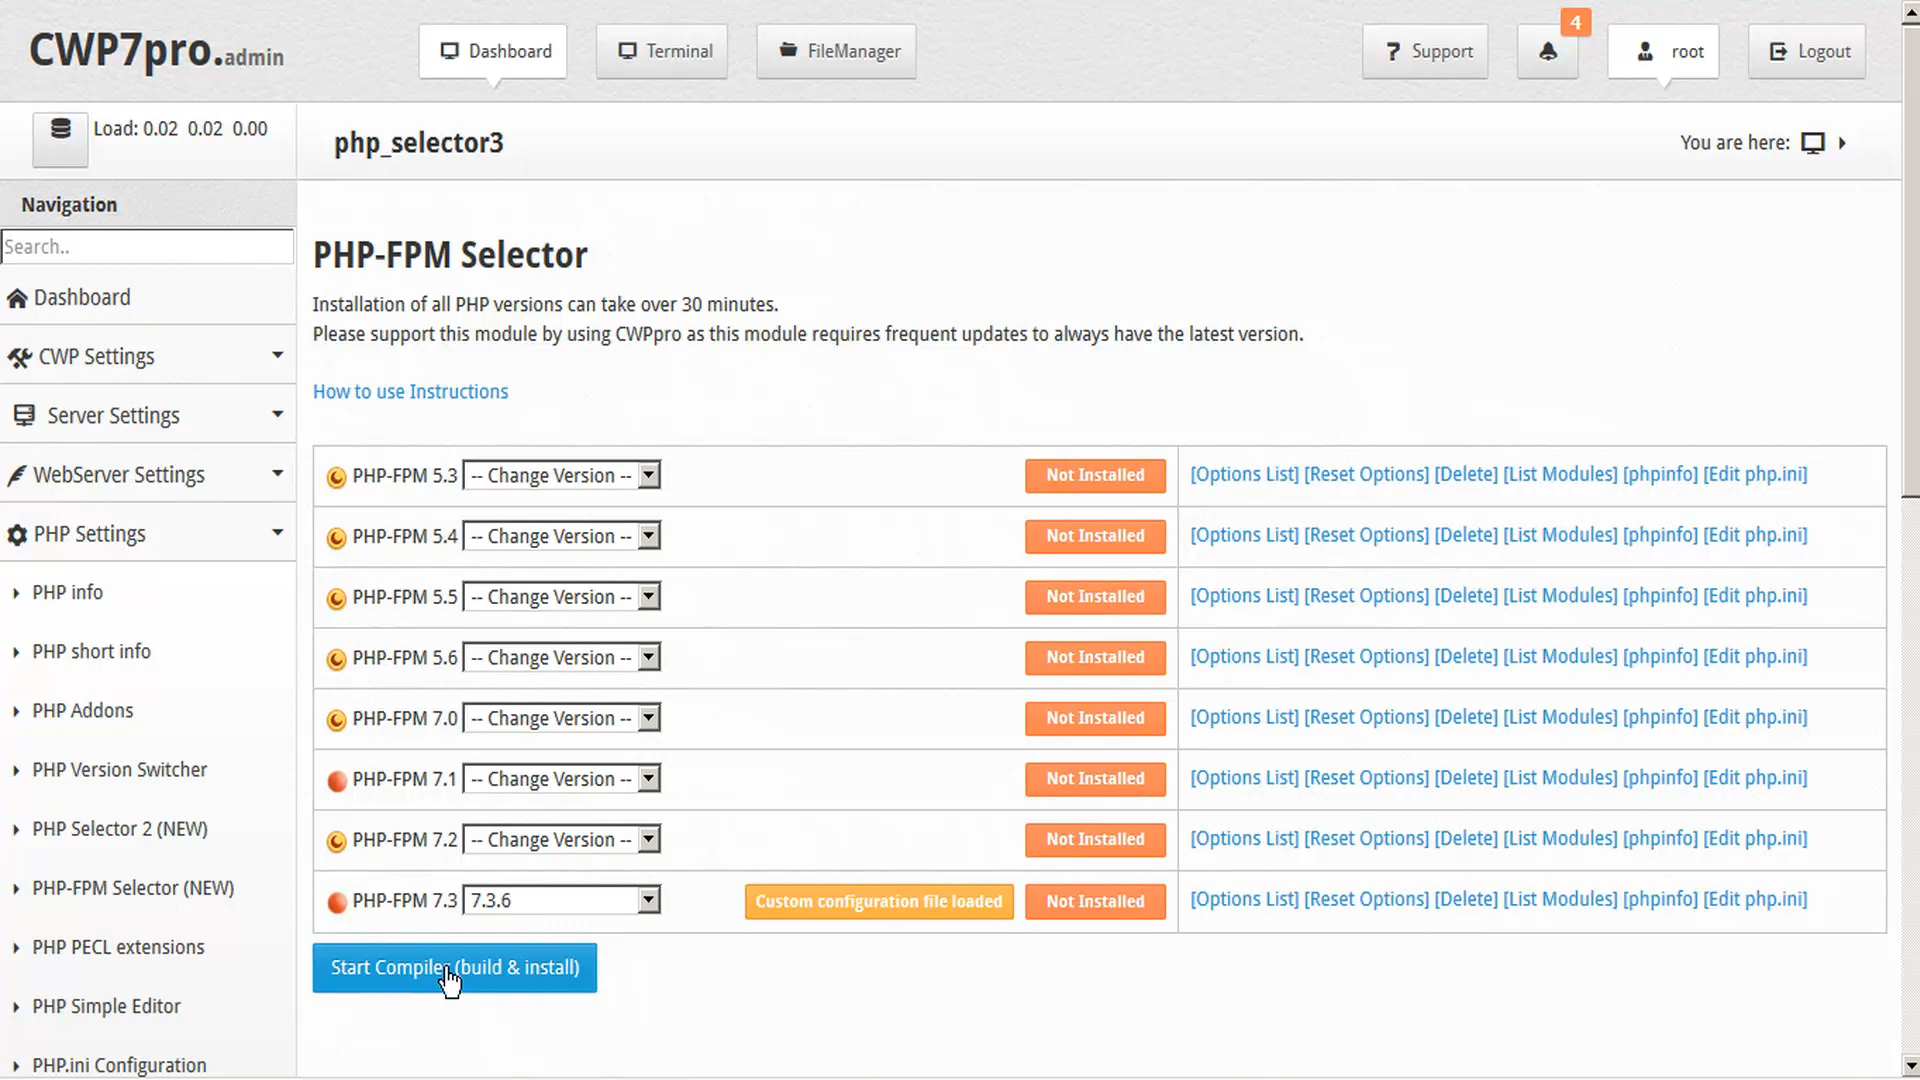 CWP7pro.admin
Dashboard
Terminal
FileManager
? Support
4
root
Logout
Load: 0.02 0.02 0.00
php_selector3
You are here:
Navigation
Search..
Dashboard
CWP Settings
Server Settings
WebServer Settings
PHP Settings
PHP info
PHP short info
PHP Addons
PHP Version Switcher
PHP Selector 2 (NEW)
PHP-FPM Selector (NEW)
PHP PECL extensions
PHP Simple Editor
PHP.ini Configuration
PHP-FPM Selector
Installation of all PHP versions can take over 30 minutes.
Please support this module by using CWPpro as this module requires frequent updates to always have the latest version.
How to use Instructions
PHP-FPM 5.3 -- Change Version -- Not Installed [Options List] [Reset Options] [Delete] [List Modules] [phpinfo] [Edit php.ini]
PHP-FPM 5.4 -- Change Version -- Not Installed [Options List] [Reset Options] [Delete] [List Modules] [phpinfo] [Edit php.ini]
PHP-FPM 5.5 -- Change Version -- Not Installed [Options List] [Reset Options] [Delete] [List Modules] [phpinfo] [Edit php.ini]
PHP-FPM 5.6 -- Change Version -- Not Installed [Options List] [Reset Options] [Delete] [List Modules] [phpinfo] [Edit php.ini]
PHP-FPM 7.0 -- Change Version -- Not Installed [Options List] [Reset Options] [Delete] [List Modules] [phpinfo] [Edit php.ini]
PHP-FPM 7.1 -- Change Version -- Not Installed [Options List] [Reset Options] [Delete] [List Modules] [phpinfo] [Edit php.ini]
PHP-FPM 7.2 -- Change Version -- Not Installed [Options List] [Reset Options] [Delete] [List Modules] [phpinfo] [Edit php.ini]
PHP-FPM 7.3 7.3.6 Custom configuration file loaded Not Installed [Options List] [Reset Options] [Delete] [List Modules] [phpinfo] [Edit php.ini]
Start Compiler (build & install)